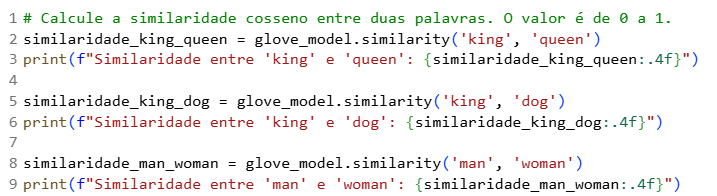 1 # Calcule a similaridade cosseno entre duas palavras. O valor é de 0 a 1.
2 similaridade_king_queen = glove_model.similarity('king', 'queen')
3 print(f"Similaridade entre 'king' e 'queen': {similaridade_king_queen:.4f}")
4
5 similaridade_king_dog = glove_model.similarity('king', 'dog')
6 print(f"Similaridade entre 'king' e 'dog': {similaridade_king_dog:.4f}")
7
8 similaridade_man_woman = glove_model.similarity('man', 'woman')
9 print(f"Similaridade entre 'man' e 'woman': {similaridade_man_woman:.4f}")